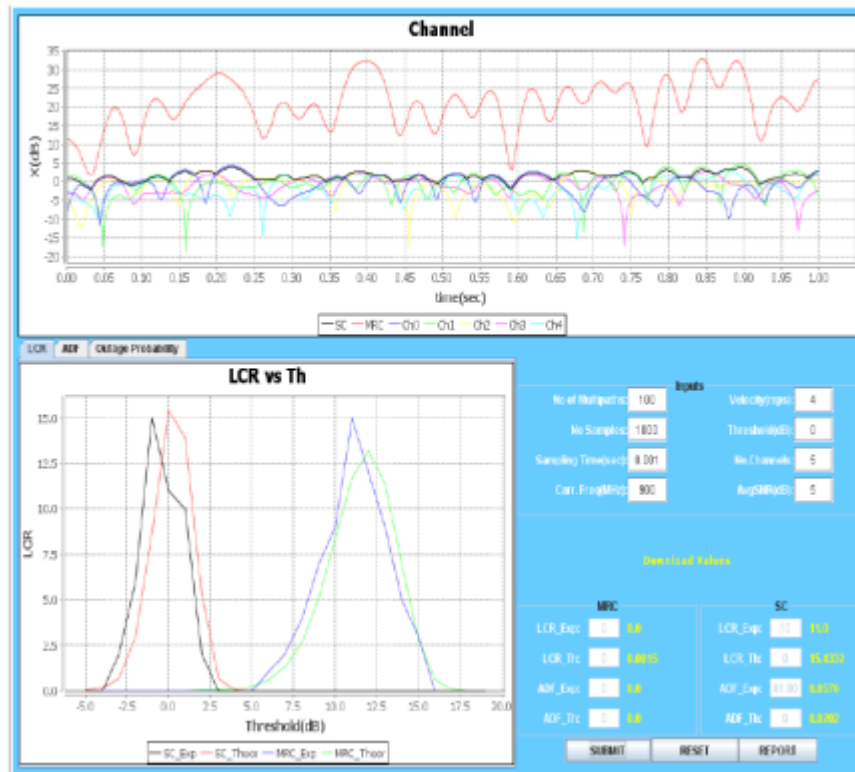 Channel
X(dB)
35
30
25
20
15
10
5
0
-5
-10
-15
-20
0.00 0.05 0.10 0.15 0.20 0.25 0.30 0.35 0.40 0.45 0.50 0.55 0.60 0.65 0.70 0.75 0.80 0.85 0.90 0.95 1.00
time(sec)
SC MRC Ch0 Ch1 Ch2 Ch3 Ch4
LCR ADF Outage Probability
LCR vs Th
LCR
15.0
12.5
10.0
7.5
5.0
2.5
0.0
-5.0 -2.5 0.0 2.5 5.0 7.5 10.0 12.5 15.0 17.5 20.0
Threshold(dB)
SC_Exp SC_Theor MRC_Exp MRC_Theor
Inputs
No of Multipaths: 100 Velocity(mps): 4
No Samples: Threshold(dB): 0
Sampling Time(sec): 0.001 No.Channels: 5
Carr. Freq(MHz): 900 AvgSNR(dB): 5
Download Values
MRC
LCR_Exp: 0 0.0
LCR_Th: 0 0.0015
ADF_Exp: 0 0.0
ADF_Th: 0 0.0
SC
LCR_Exp: 10 11.0
LCR_Th: 0
ADF_Exp:
ADF_Th: 0
SUBMIT RESET REPORT